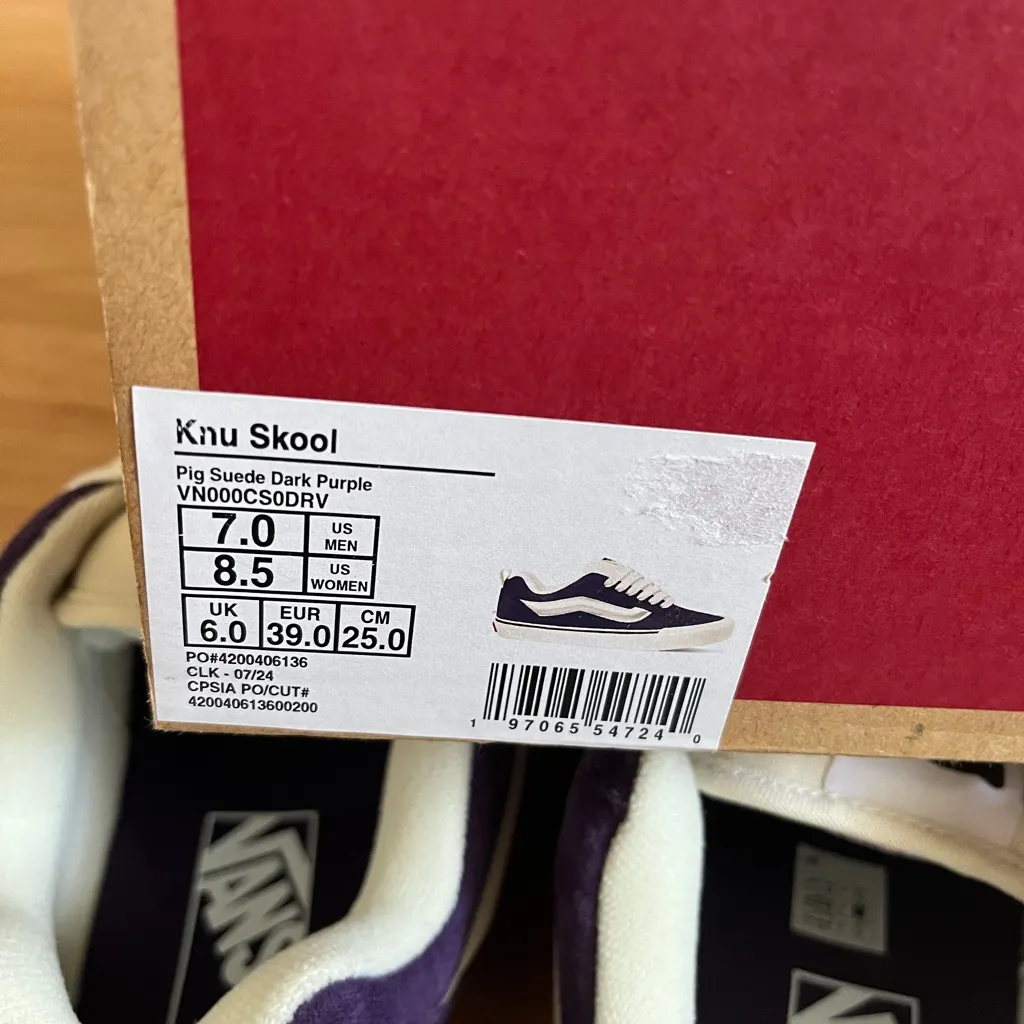 Knu Skool
Pig Suede Dark Purple
VN000CS0DRV
7.0 US MEN
8.5 US WOMEN
UK EUR CM
6.0 39.0 25.0
PO#4200406136
CLK - 07/24
CPSIA PO/CUT#
420040613600200
1 97065 54724 0
VANS